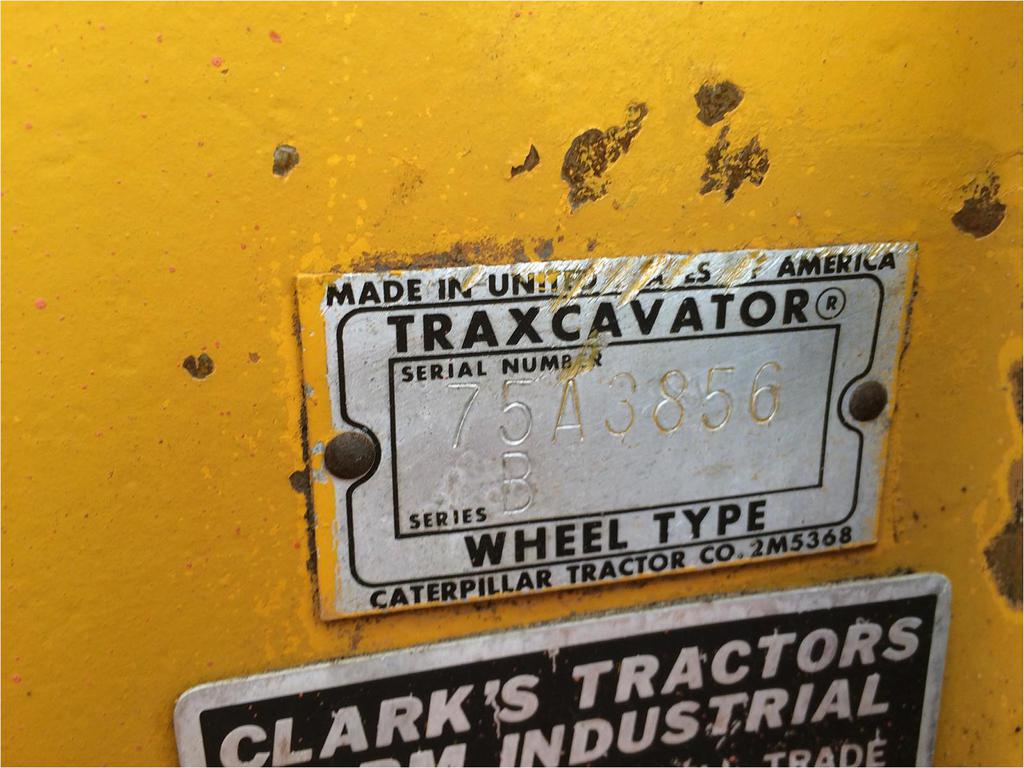 MADE IN UNITED STATES OF AMERICA
TRAXCAVATOR®
SERIAL NUMBER
75A3856
B
SERIES
WHEEL TYPE
CATERPILLAR TRACTOR CO. 2M5368
CLARK'S TRACTORS
INDUSTRIAL
TRADE